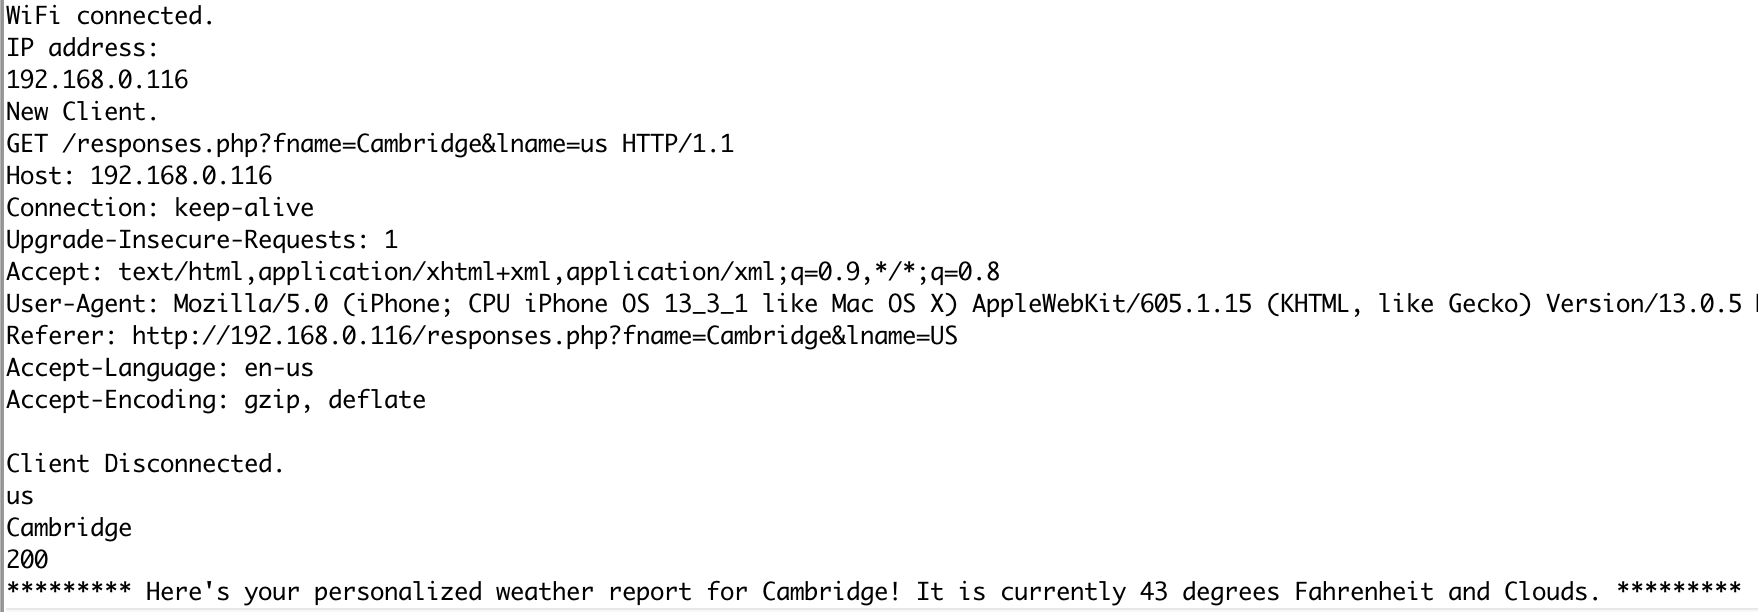 WiFi connected.
IP address:
192.168.0.116
New Client.
GET /responses.php?fname=Cambridge&lname=us HTTP/1.1
Host: 192.168.0.116
Connection: keep-alive
Upgrade-Insecure-Requests: 1
Accept: text/html,application/xhtml+xml,application/xml;q=0.9,*/*;q=0.8
User-Agent: Mozilla/5.0 (iPhone; CPU iPhone OS 13_3_1 like Mac OS X) AppleWebKit/605.1.15 (KHTML, like Gecko) Version/13.0.5
Referer: http://192.168.0.116/responses.php?fname=Cambridge&lname=US
Accept-Language: en-us
Accept-Encoding: gzip, deflate
Client Disconnected.
us
Cambridge
200
********* Here's your personalized weather report for Cambridge! It is currently 43 degrees Fahrenheit and Clouds. *********